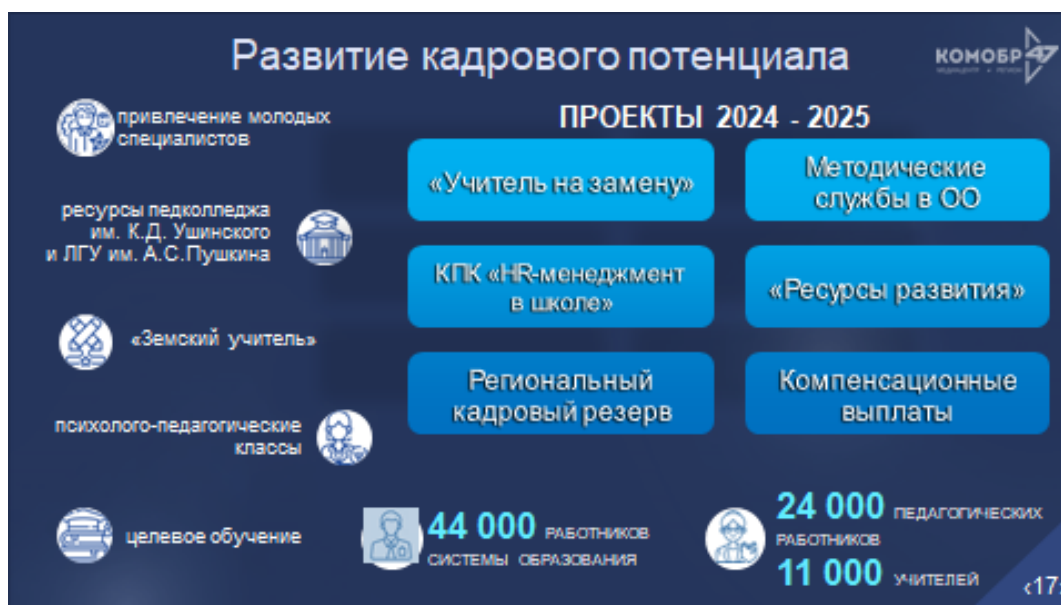 Развитие кадрового потенциала
КОМОБР 47
привлечение молодых
специалистов
ресурсы педколледжа
им. К.Д. Ушинского
и ЛГУ им. А.С.Пушкина
«Земский учитель»
психолого-педагогические
классы
целевое обучение
ПРОЕКТЫ 2024 - 2025
«Учитель на замену»
Методические
службы в ОО
КПК «HR-менеджмент
в школе»
«Ресурсы развития»
Региональный
кадровый резерв
Компенсационные
выплаты
44 000 РАБОТНИКОВ
СИСТЕМЫ ОБРАЗОВАНИЯ
24 000 ПЕДАГОГИЧЕСКИХ
РАБОТНИКОВ
11 000 УЧИТЕЛЕЙ
‹17